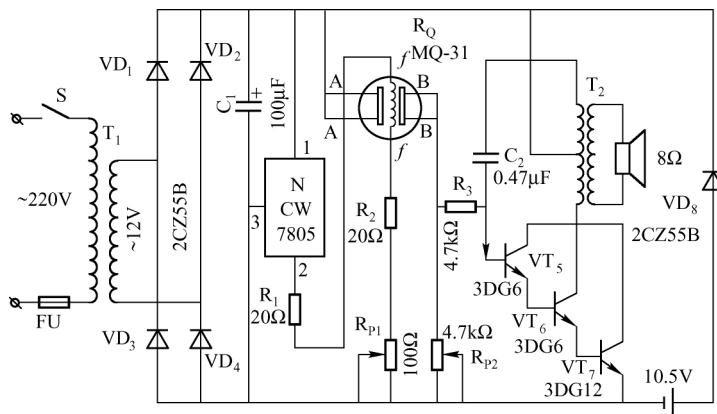 R_Q
MQ-31
f
VD₁
VD₂
A
B
A
B
f
S
T₁
~220V
~12V
2CZ55B
FU
VD₃
VD₄
C₁
+
100μF
1
N
CW
7805
3
2
R₁
20Ω
R₂
20Ω
R_P1
100Ω
R₃
4.7kΩ
4.7kΩ
R_P2
C₂
0.47μF
T₂
8Ω
VD₈
2CZ55B
VT₅
3DG6
VT₆
3DG6
VT₇
3DG12
10.5V